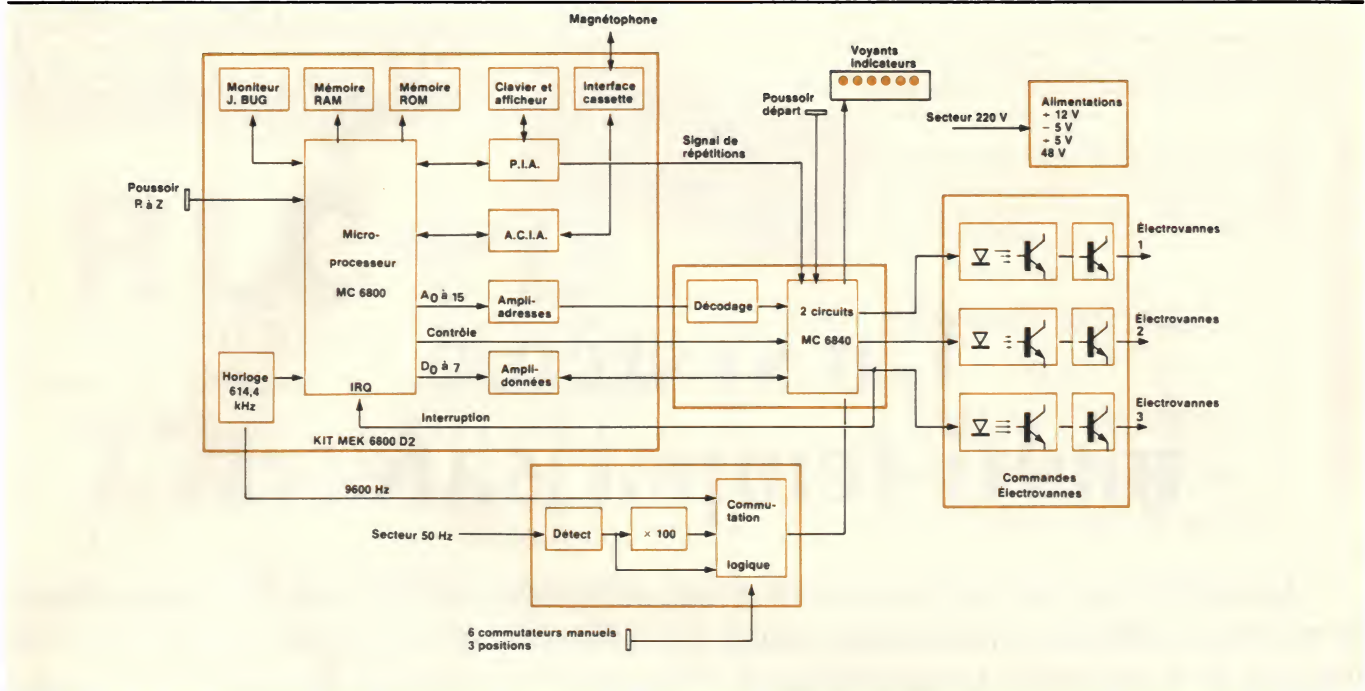 Magnétophone
Moniteur
J. BUG
Mémoire
RAM
Mémoire
ROM
Clavier et
afficheur
Interface
cassette
Voyants
indicateurs
Poussoir
départ
Secteur 220 V
Alimentations
+ 12 V
− 5 V
+ 5 V
48 V
Signal de
répétitions
P.I.A.
Poussoir
R à Z
Micro-
processeur
MC 6800
A.C.I.A.
A0 à 15
Ampli-
adresses
Décodage
2 circuits
MC 6840
Contrôle
D0 à 7
Ampli-
données
Horloge
614,4
kHz
IRQ
Interruption
KIT MEK 6800 D2
Électrovannes
1
Électrovannes
2
Électrovannes
3
Commandes
Électrovannes
9600 Hz
Secteur 50 Hz
Détect
× 100
Commu-
tation
logique
6 commutateurs manuels
3 positions